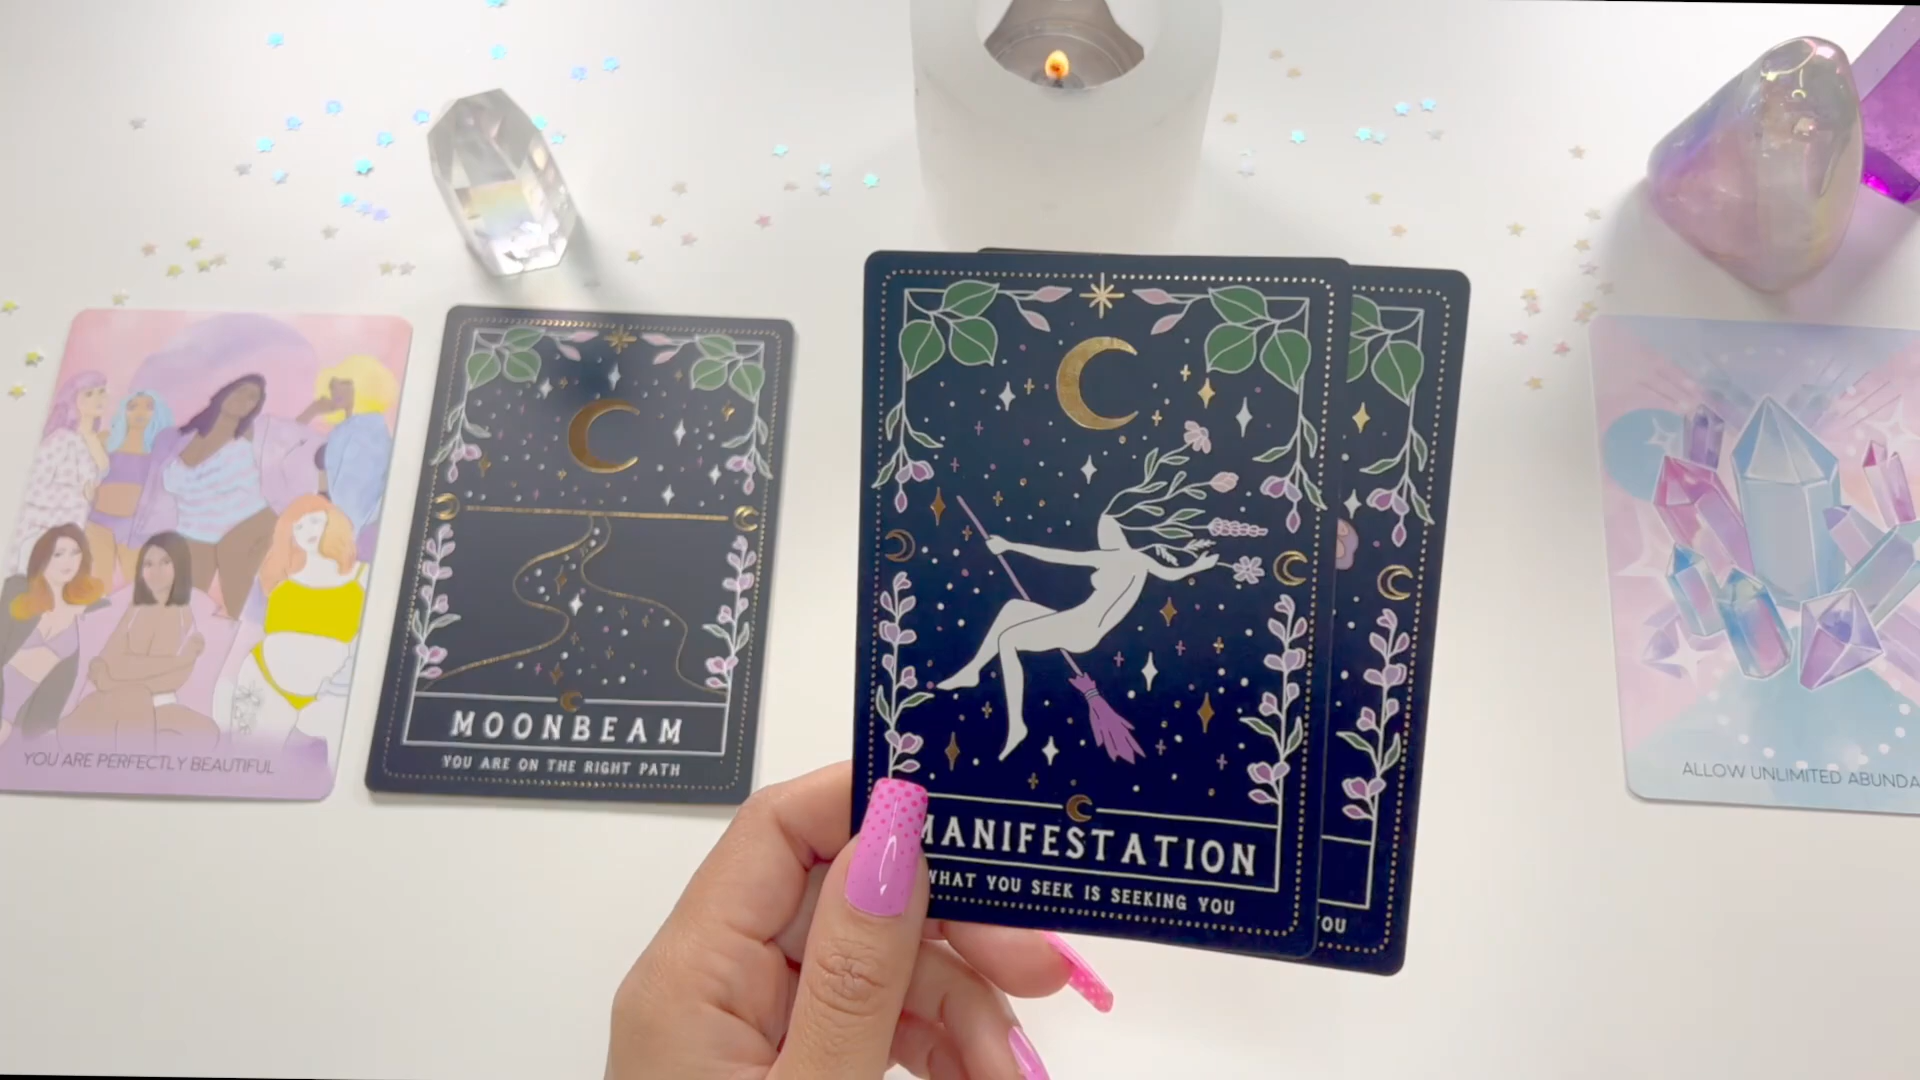 YOU ARE PERFECTLY BEAUTIFUL
MOONBEAM
YOU ARE ON THE RIGHT PATH
MANIFESTATION
WHAT YOU SEEK IS SEEKING YOU
YOU
ALLOW UNLIMITED